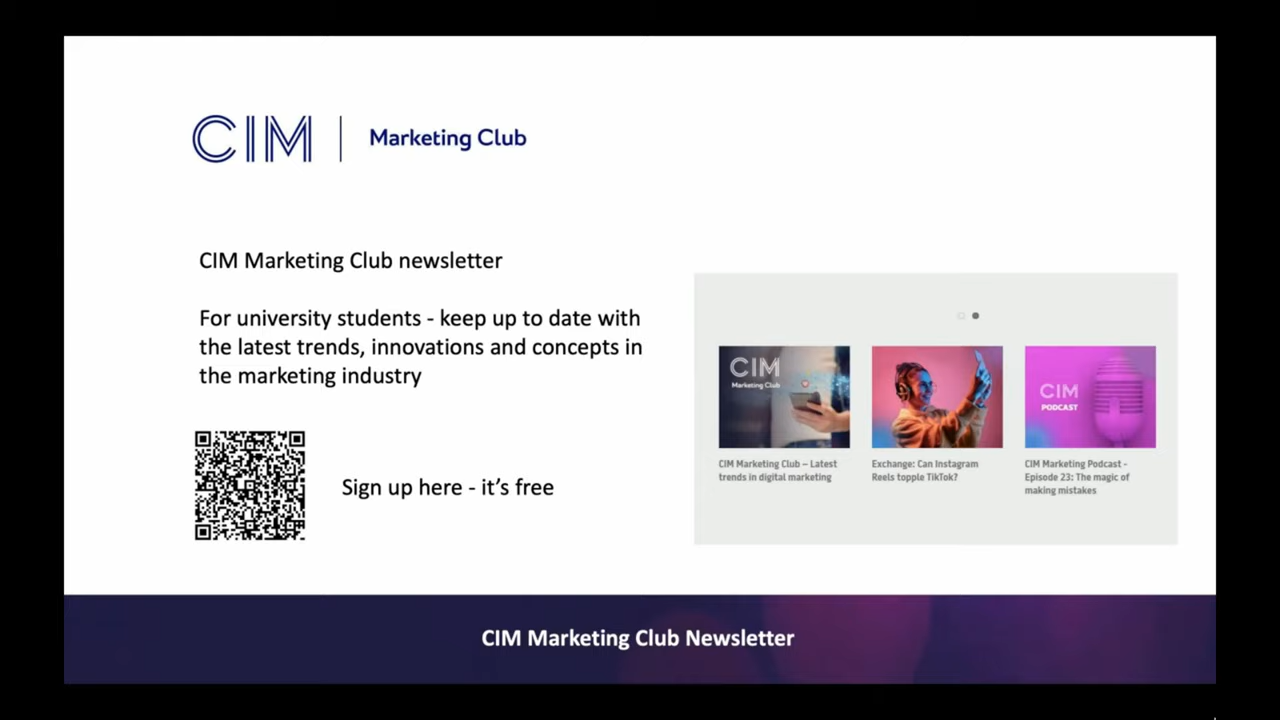 CIM
Marketing Club
CIM Marketing Club newsletter
For university students - keep up to date with
the latest trends, innovations and concepts in
the marketing industry
Sign up here - it’s free
CIM
Marketing Club
CIM Marketing Club – Latest
trends in digital marketing
Exchange: Can Instagram
Reels topple TikTok?
CIM
PODCAST
CIM Marketing Podcast -
Episode 23: The magic of
making mistakes
CIM Marketing Club Newsletter